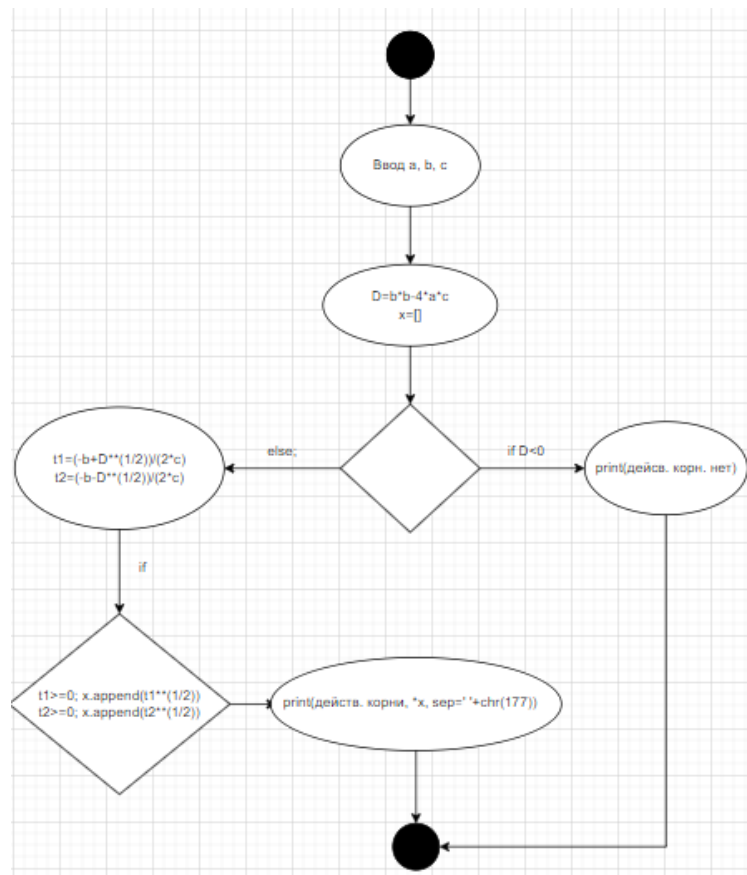 Ввод a, b, c
D=b*b-4*a*c
x=[]
else;
if D<0
t1=(-b+D**(1/2))/(2*c)
t2=(-b-D**(1/2))/(2*c)
print(дейсв. корн. нет)
if
t1>=0; x.append(t1**(1/2))
t2>=0; x.append(t2**(1/2))
print(действ. корни, *x, sep=' '+chr(177))